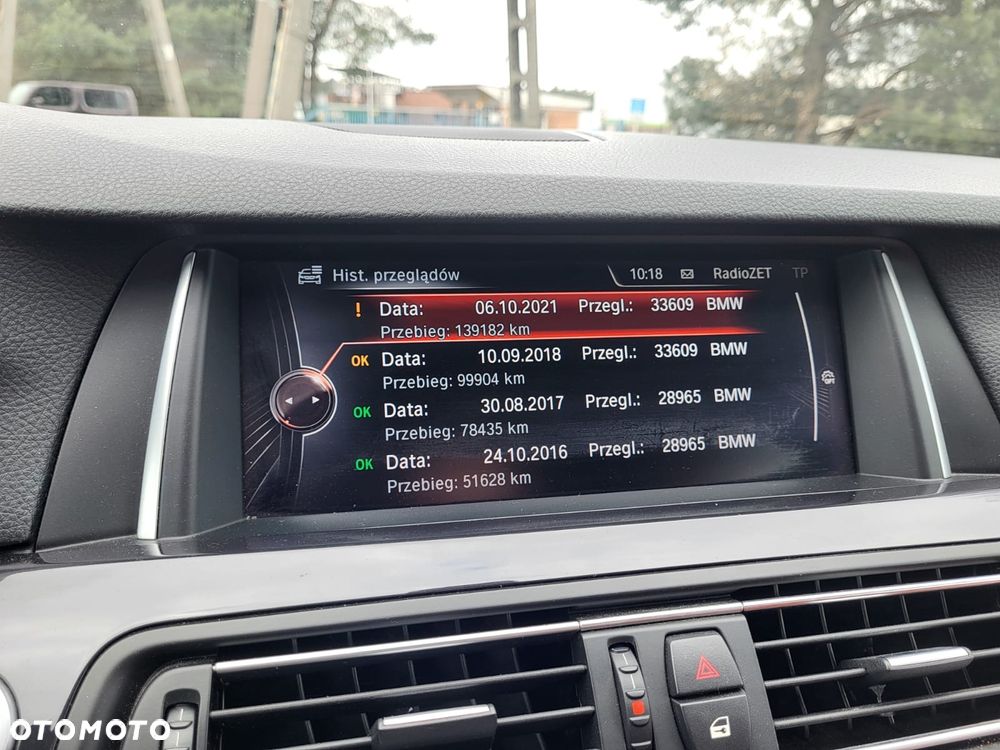 Hist. przeglądów 10:18 RadioZET TP
! Data: 06.10.2021 Przegl.: 33609 BMW
Przebieg: 139182 km
OK Data: 10.09.2018 Przegl.: 33609 BMW
Przebieg: 99904 km
OK Data: 30.08.2017 Przegl.: 28965 BMW
Przebieg: 78435 km
OK Data: 24.10.2016 Przegl.: 28965 BMW
Przebieg: 51628 km
OPT
OTOMOTO